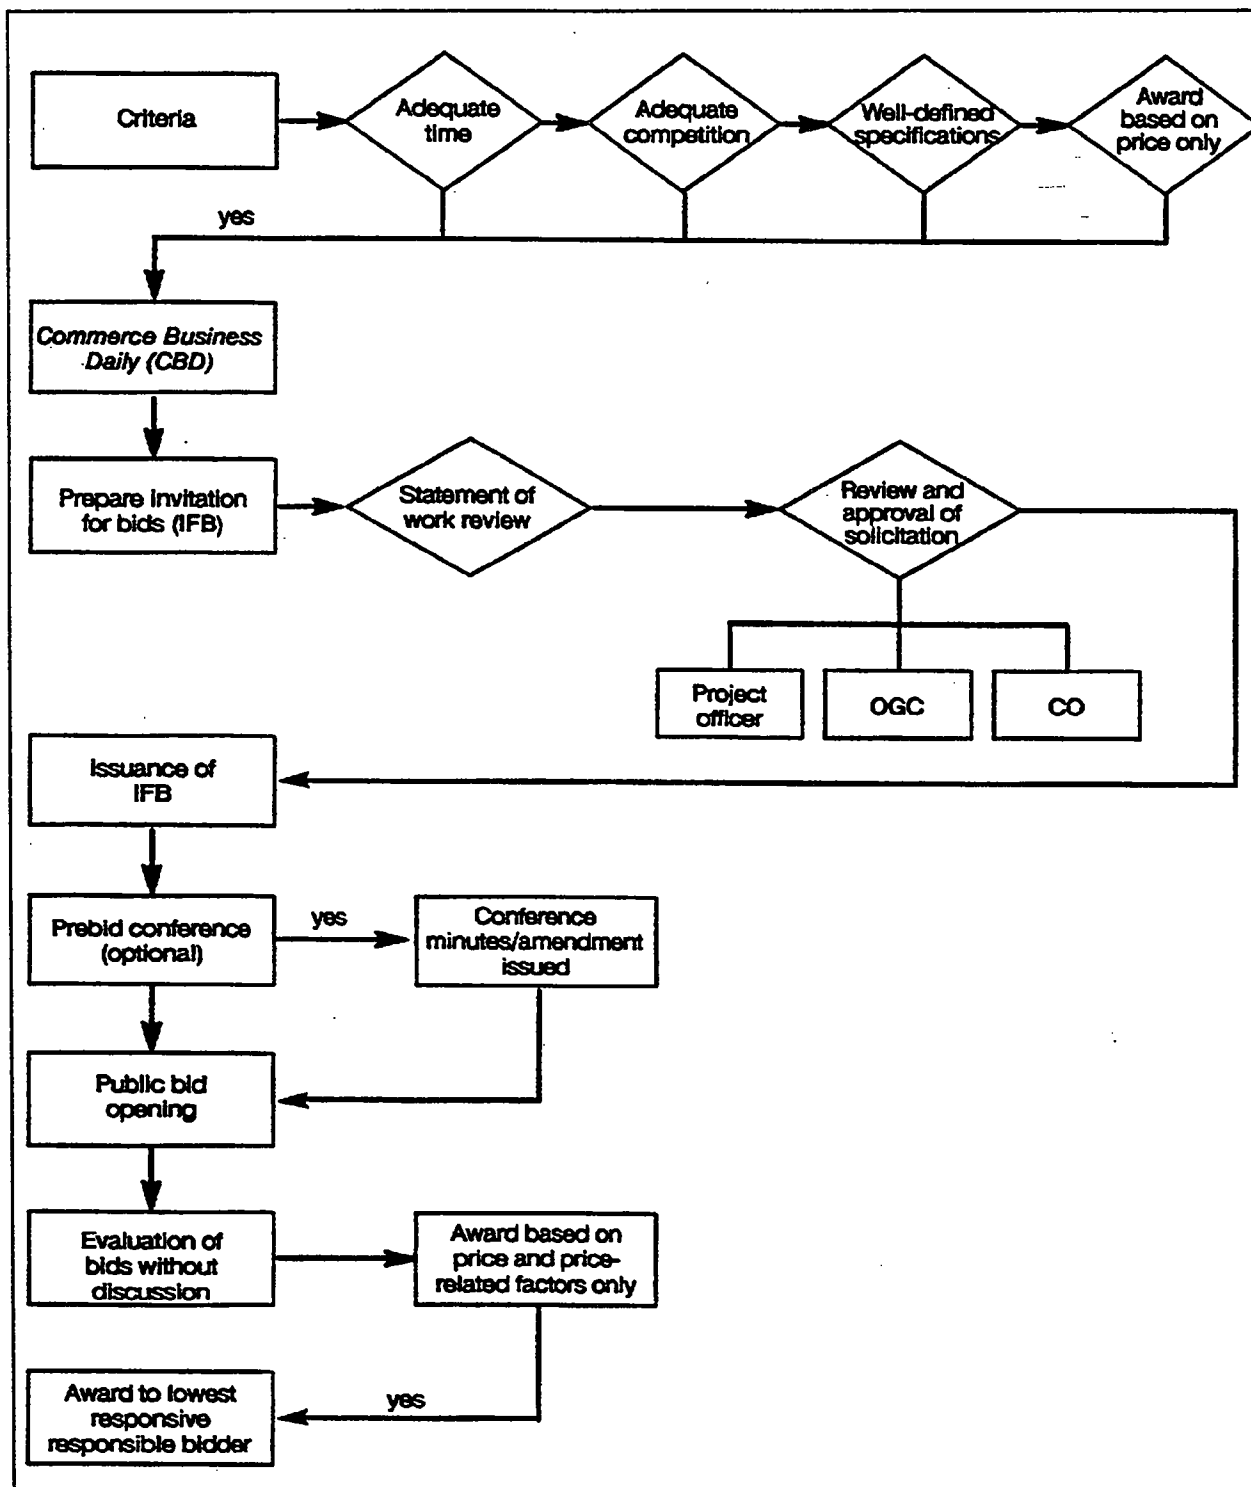 Criteria
Adequate
time
Adequate
competition
Well-defined
specifications
Award
based on
price only
yes
Commerce Business
Daily (CBD)
Prepare invitation
for bids (IFB)
Statement of
work review
Review and
approval of
solicitation
Project
officer
OGC
CO
Issuance of
IFB
Prebid conference
(optional)
yes
Conference
minutes/amendment
issued
Public bid
opening
Evaluation of
bids without
discussion
Award based on
price and price-
related factors only
Award to lowest
responsive
responsible bidder
yes